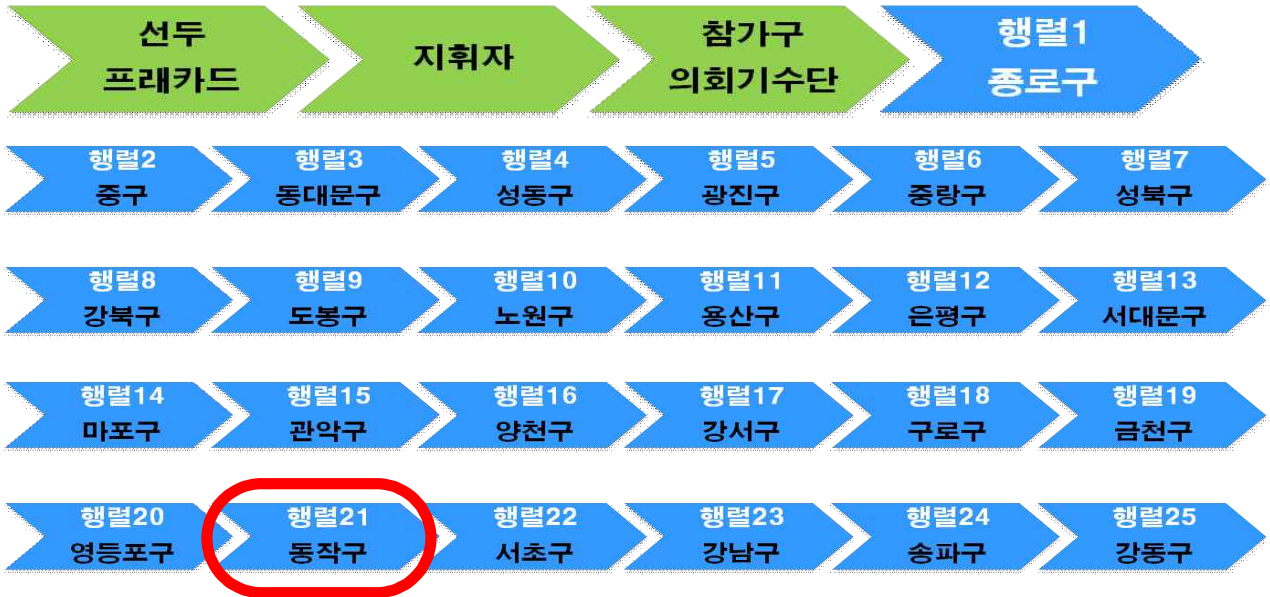 선두
프래카드
지휘자
참가구
의회기수단
행렬1
종로구
행렬2
중구
행렬3
동대문구
행렬4
성동구
행렬5
광진구
행렬6
중랑구
행렬7
성북구
행렬8
강북구
행렬9
도봉구
행렬10
노원구
행렬11
용산구
행렬12
은평구
행렬13
서대문구
행렬14
마포구
행렬15
관악구
행렬16
양천구
행렬17
강서구
행렬18
구로구
행렬19
금천구
행렬20
영등포구
행렬21
동작구
행렬22
서초구
행렬23
강남구
행렬24
송파구
행렬25
강동구